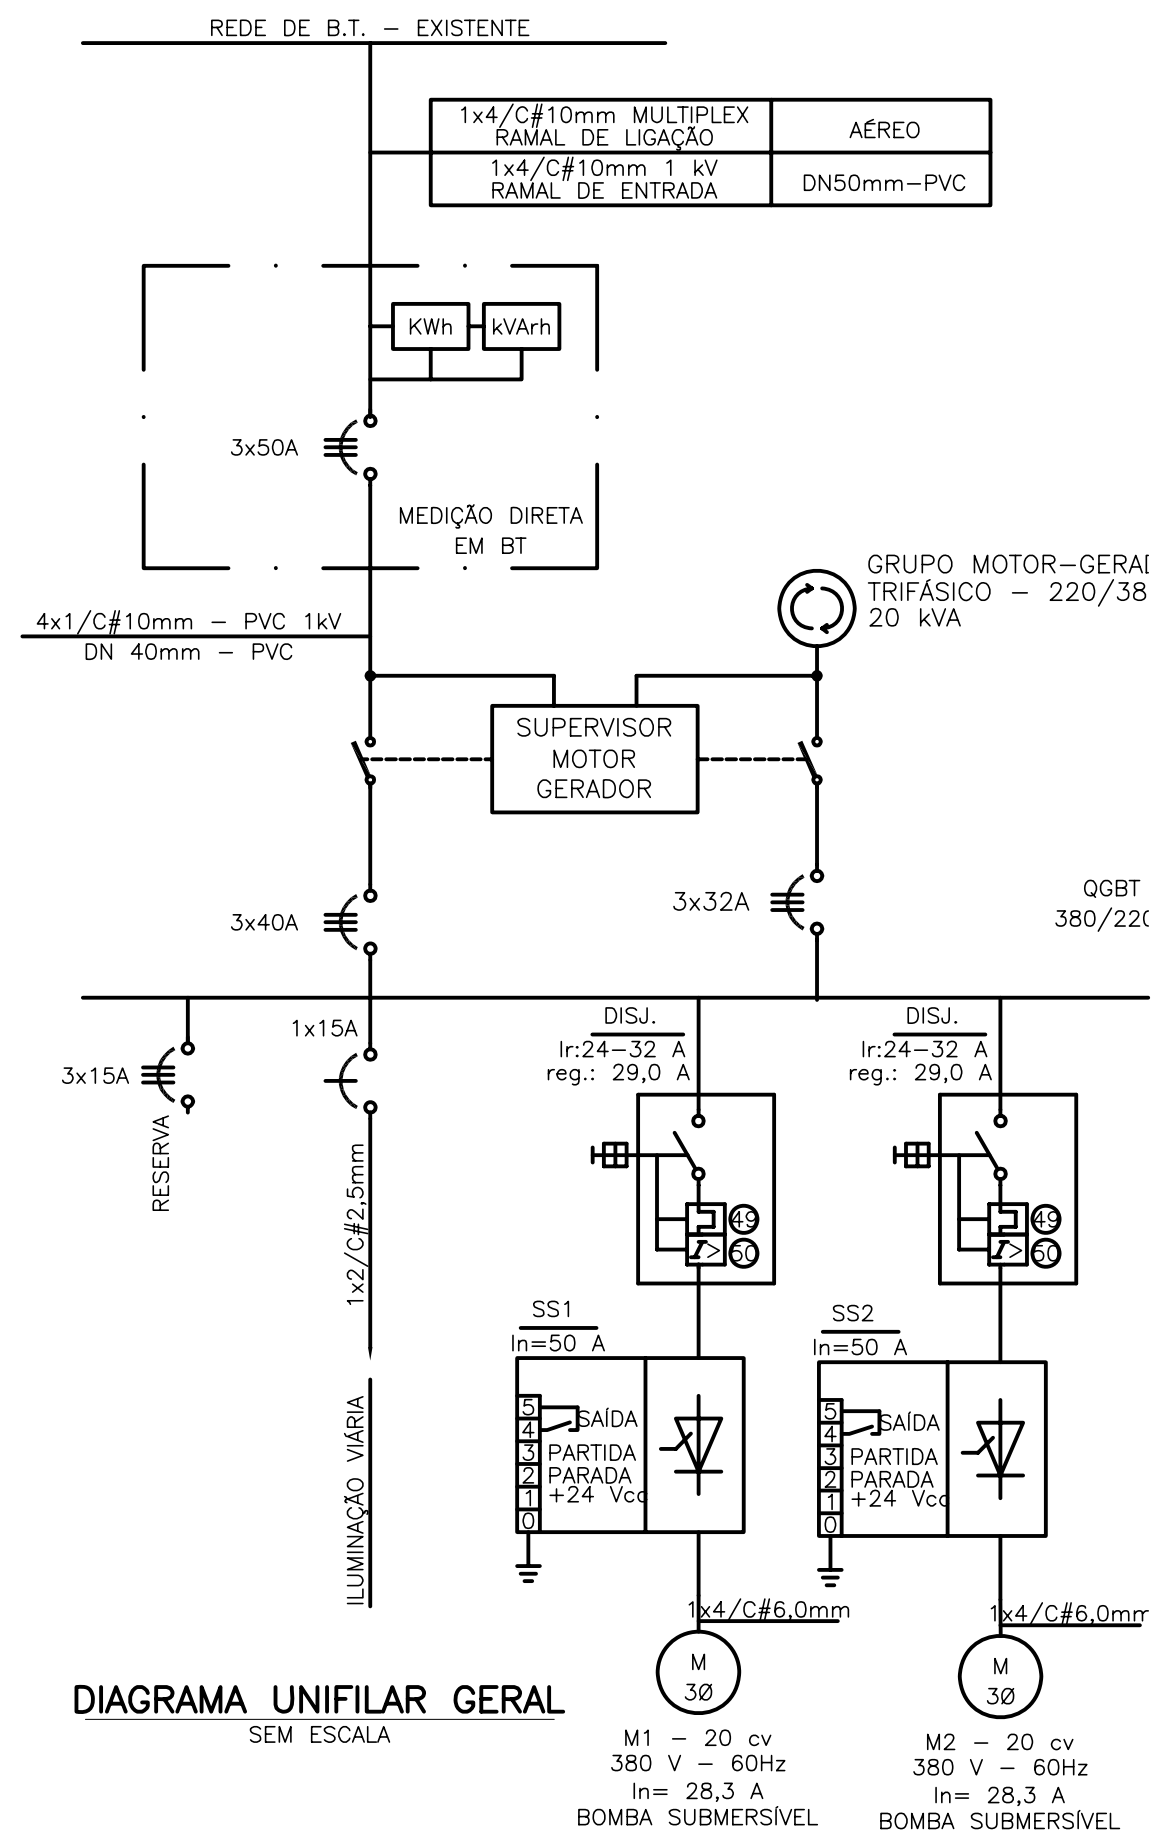 REDE DE B.T. – EXISTENTE
1x4/C#10mm MULTIPLEX
RAMAL DE LIGAÇÃO
AÉREO
1x4/C#10mm 1 kV
RAMAL DE ENTRADA
DN50mm–PVC
KWh
kVArh
3x50A
MEDIÇÃO DIRETA
EM BT
GRUPO MOTOR–GERAD
TRIFÁSICO – 220/38
20 kVA
4x1/C#10mm – PVC 1kV
DN 40mm – PVC
SUPERVISOR
MOTOR
GERADOR
3x40A
3x32A
QGBT
380/220
3x15A
RESERVA
1x15A
1x2/C#2,5mm
ILUMINAÇÃO VIÁRIA
DISJ.
Ir:24–32 A
reg.: 29,0 A
49
I>
50
SS1
In=50 A
5
4
3
2
1
0
SAÍDA
PARTIDA
PARADA
+24 Vcc
1x4/C#6,0mm
M
3Ø
M1 – 20 cv
380 V – 60Hz
In= 28,3 A
BOMBA SUBMERSÍVEL
DISJ.
Ir:24–32 A
reg.: 29,0 A
49
I>
50
SS2
In=50 A
5
4
3
2
1
0
SAÍDA
PARTIDA
PARADA
+24 Vcc
1x4/C#6,0mm
M
3Ø
M2 – 20 cv
380 V – 60Hz
In= 28,3 A
BOMBA SUBMERSÍVEL
DIAGRAMA UNIFILAR GERAL
SEM ESCALA